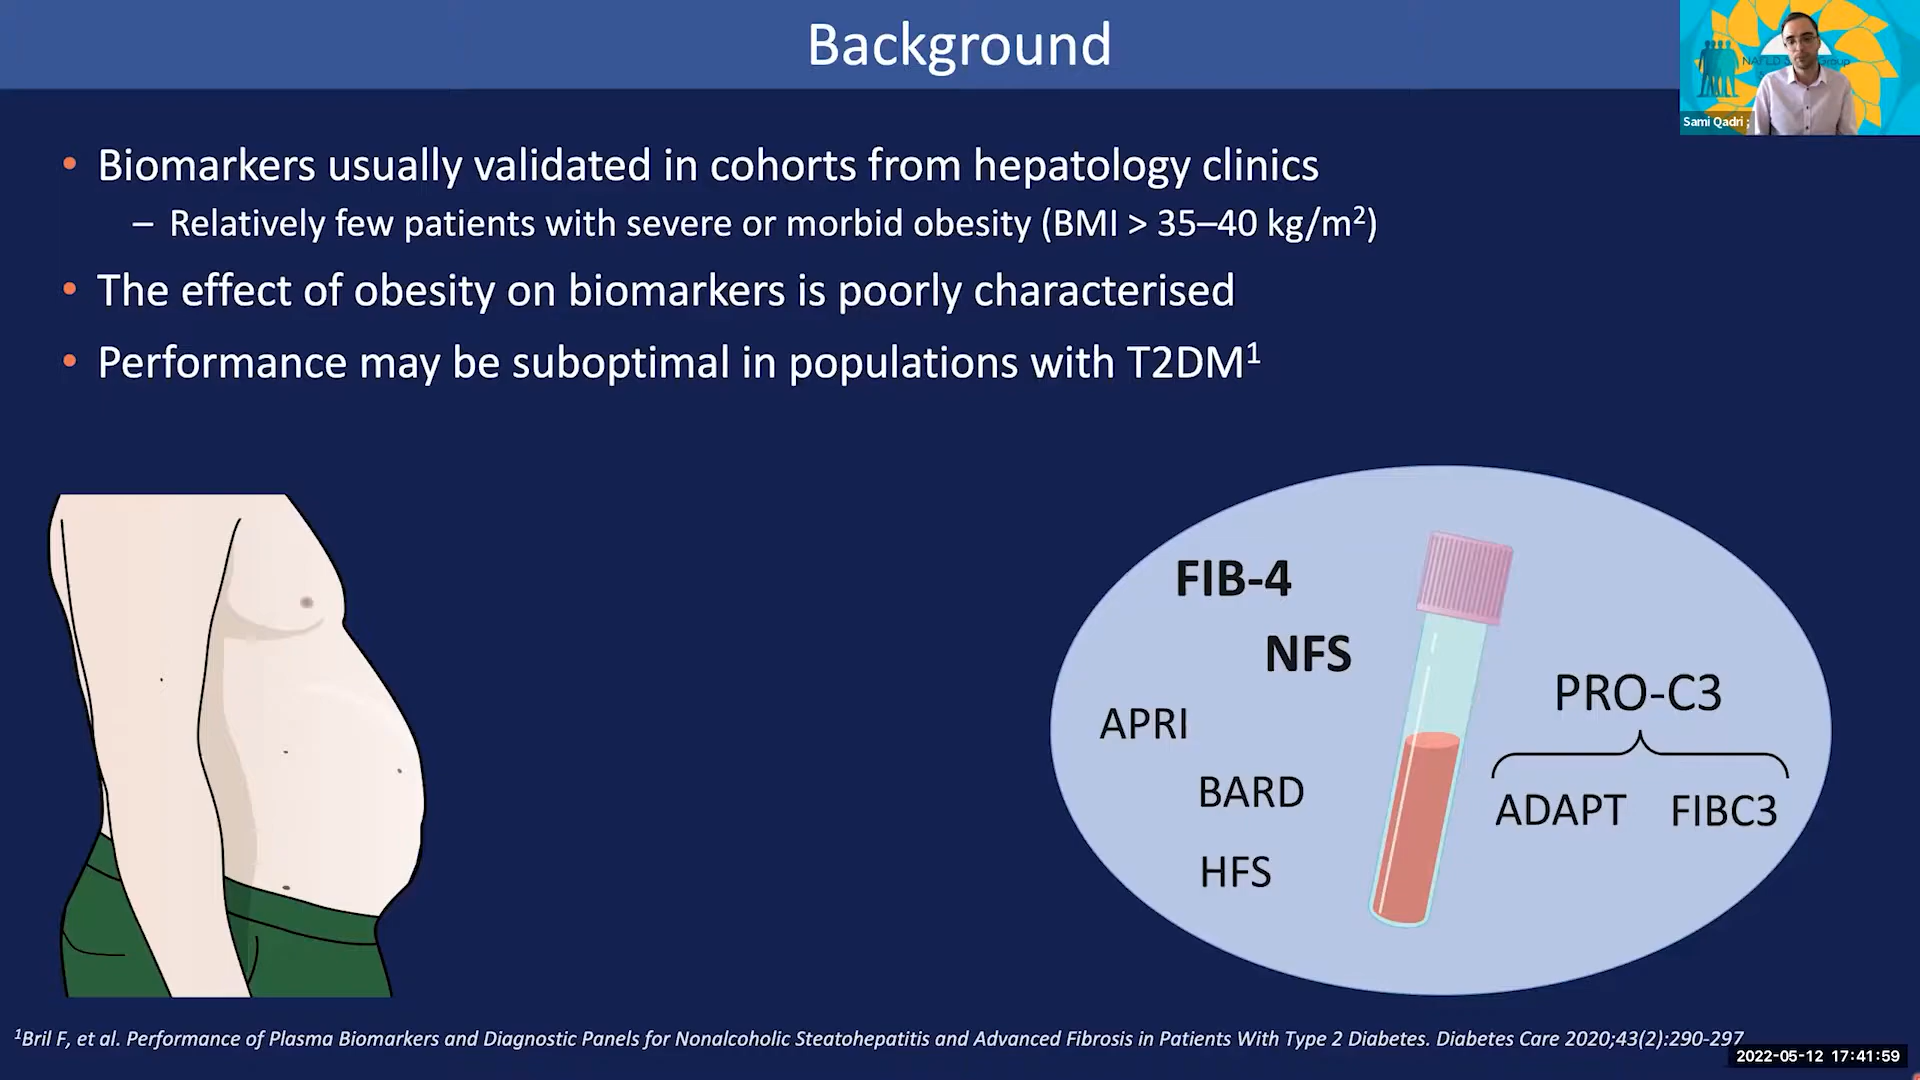 Background
NAFLD S Group
Sami Qadri ;
• Biomarkers usually validated in cohorts from hepatology clinics
– Relatively few patients with severe or morbid obesity (BMI > 35–40 kg/m²)
• The effect of obesity on biomarkers is poorly characterised
• Performance may be suboptimal in populations with T2DM¹
FIB-4
NFS
APRI
BARD
HFS
PRO-C3
ADAPT FIBC3
¹Bril F, et al. Performance of Plasma Biomarkers and Diagnostic Panels for Nonalcoholic Steatohepatitis and Advanced Fibrosis in Patients With Type 2 Diabetes. Diabetes Care 2020;43(2):290-297
2022-05-12 17:41:59